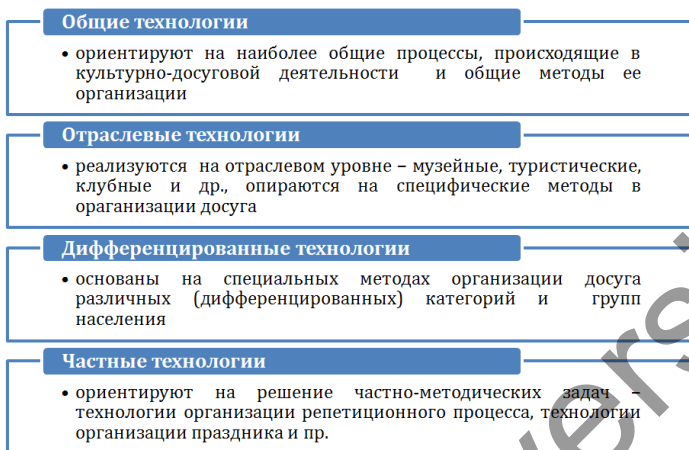 Общие технологии
• ориентируют на наиболее общие процессы, происходящие в
культурно-досуговой деятельности и общие методы ее
организации
Отраслевые технологии
• реализуются на отраслевом уровне – музейные, туристические,
клубные и др., опираются на специфические методы в
ораганизации досуга
Дифференцированные технологии
• основаны на специальных методах организации досуга
различных (дифференцированных) категорий и групп
населения
Частные технологии
• ориентируют на решение частно-методических задач –
технологии организации репетиционного процесса, технологии
организации праздника и пр.